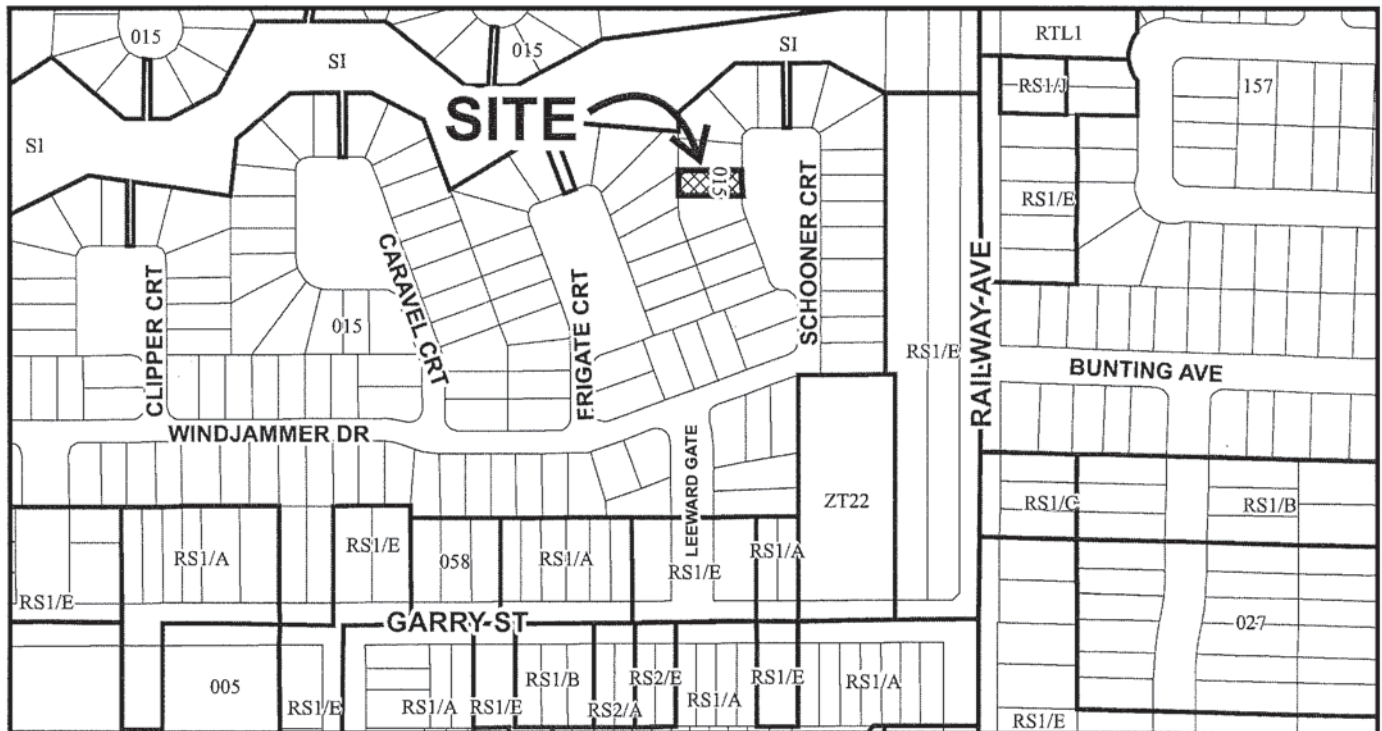 015
SI
015
SI
RTL1
RS1/J
157
SITE
SI
015
RS1/E
SCHOONER CRT
CARAVEL CRT
CLIPPER CRT
FRIGATE CRT
015
RS1/E
RAILWAY AVE
BUNTING AVE
WINDJAMMER DR
LEEWARD GATE
ZT22
RS1/C
RS1/B
RS1/A
RS1/E
058
RS1/A
RS1/E
RS1/A
RS1/E
GARRY ST
027
005
RS1/E
RS1/A
RS1/E
RS1/B
RS2/A
RS2/E
RS1/A
RS1/E
RS1/A
RS1/E